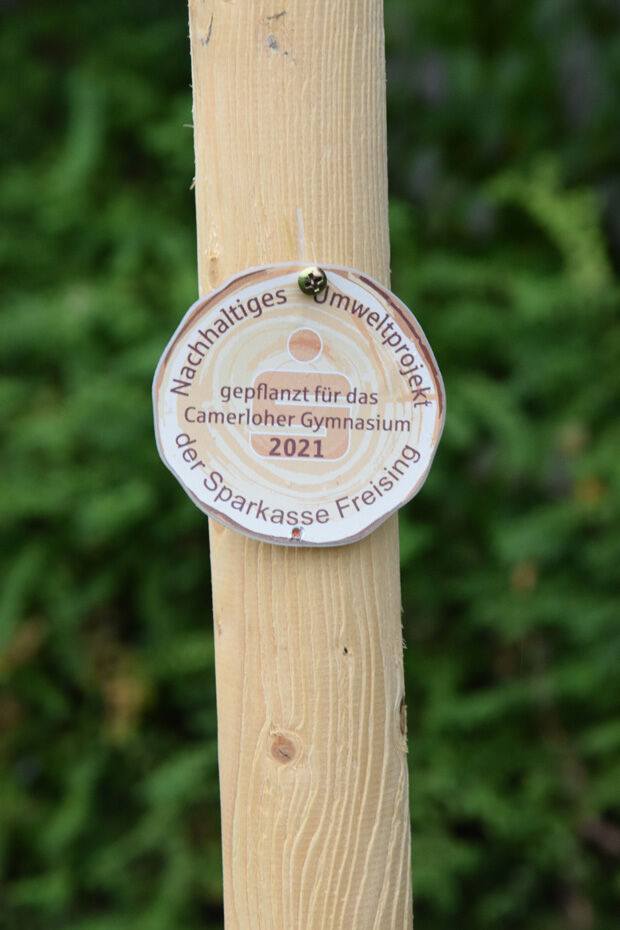 Nachhaltiges Umweltprojekt
gepflanzt für das
Camerloher Gymnasium
2021
der Sparkasse Freising